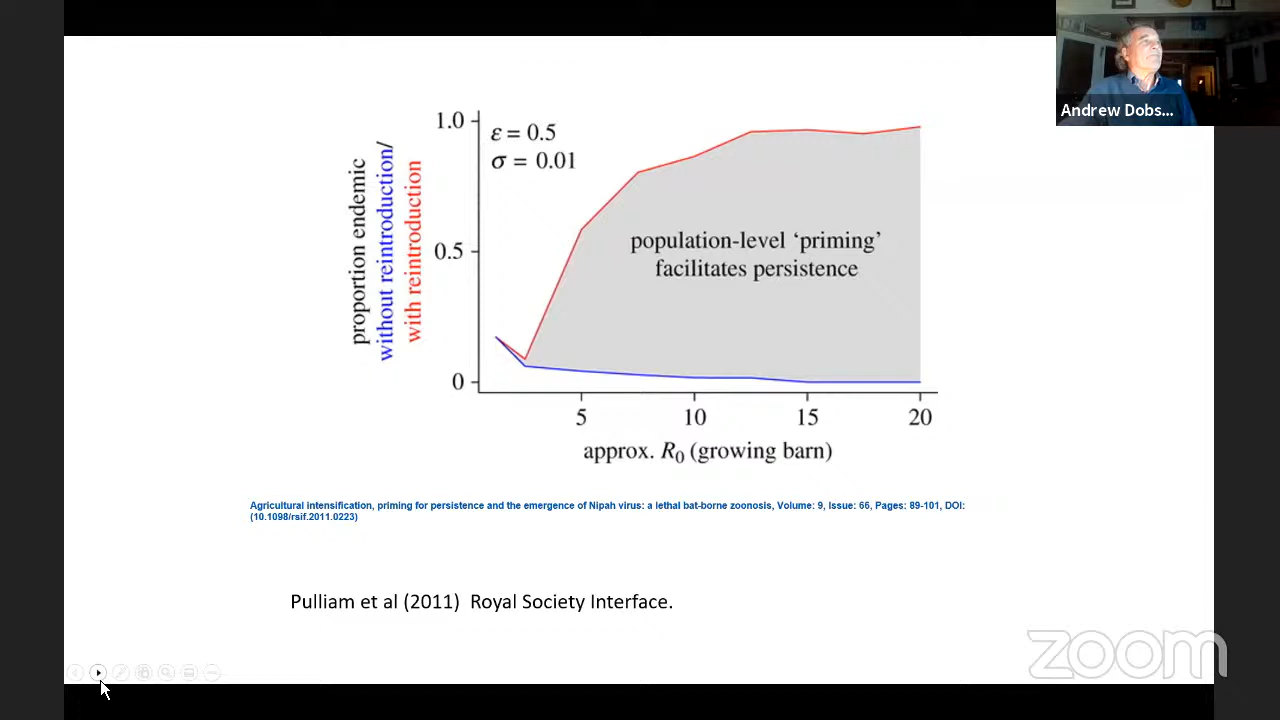 Andrew Dobs...
1.0
ε = 0.5
σ = 0.01
proportion endemic
without reintroduction/
with reintroduction
0.5
population-level ‘priming’
facilitates persistence
0
5 10 15 20
approx. R0 (growing barn)
Agricultural intensification, priming for persistence and the emergence of Nipah virus: a lethal bat-borne zoonosis, Volume: 9, Issue: 66, Pages: 89-101, DOI:
(10.1098/rsif.2011.0223)
Pulliam et al (2011) Royal Society Interface.
zoom